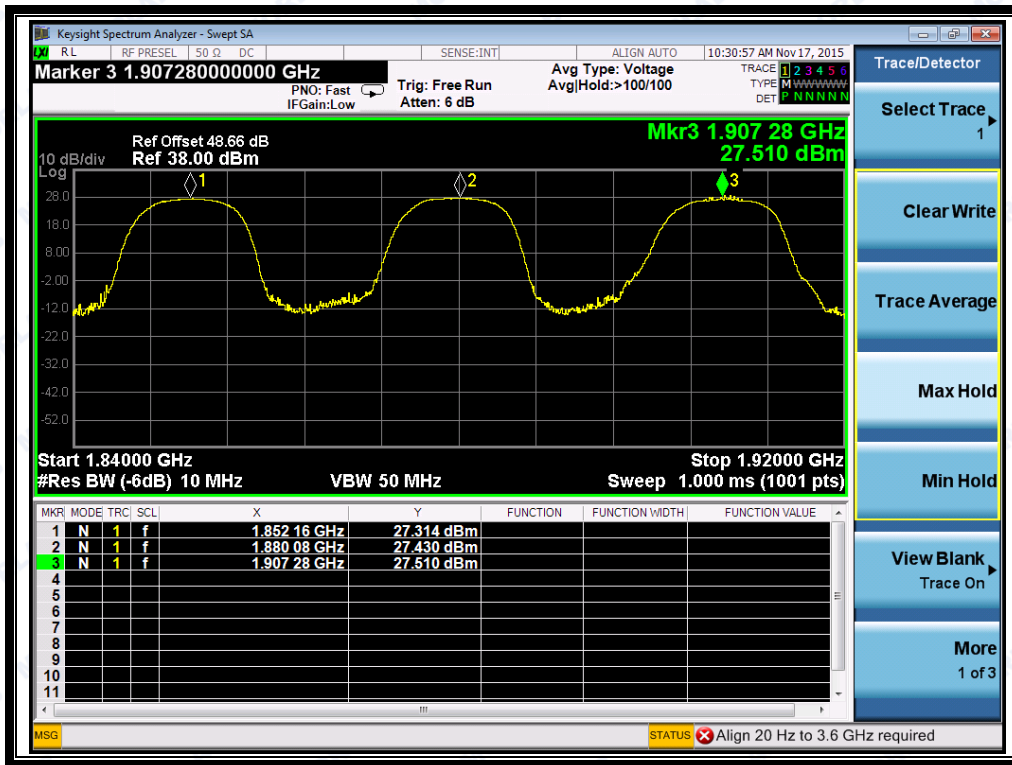 Keysight Spectrum Analyzer - Swept SA
LXI RL RF PRESEL 50 Ω DC SENSE:INT ALIGN AUTO 10:30:57 AM Nov 17, 2015
Marker 3 1.907280000000 GHz
PNO: Fast
IFGain:Low
Trig: Free Run
Atten: 6 dB
Avg Type: Voltage
Avg|Hold:>100/100
TRACE 1 2 3 4 5 6
TYPE M WWWWW
DET P N N N N N
Mkr3 1.907 28 GHz
27.510 dBm
Ref Offset 48.66 dB
10 dB/div Ref 38.00 dBm
Log
1 2 3
28.0
18.0
8.00
-2.00
-12.0
-22.0
-32.0
-42.0
-52.0
Start 1.84000 GHz Stop 1.92000 GHz
#Res BW (-6dB) 10 MHz VBW 50 MHz Sweep 1.000 ms (1001 pts)
MKR MODE TRC SCL X Y FUNCTION FUNCTION WIDTH FUNCTION VALUE
1 N 1 f 1.852 16 GHz 27.314 dBm
2 N 1 f 1.880 08 GHz 27.430 dBm
3 N 1 f 1.907 28 GHz 27.510 dBm
4
5
6
7
8
9
10
11
MSG STATUS Align 20 Hz to 3.6 GHz required
Trace/Detector
Select Trace
1
Clear Write
Trace Average
Max Hold
Min Hold
View Blank
Trace On
More
1 of 3